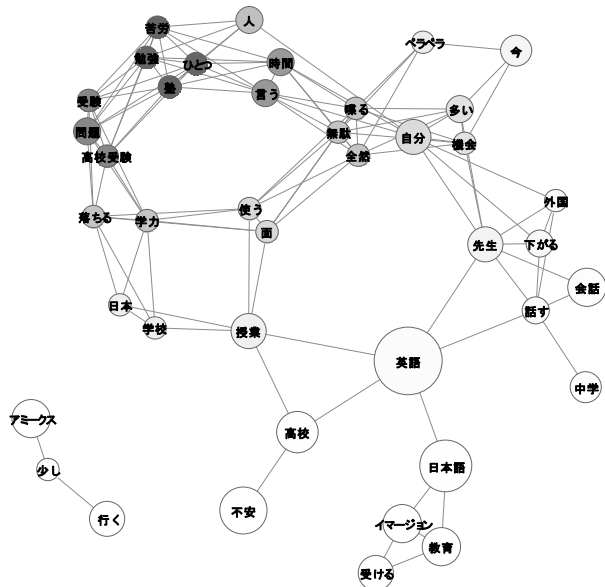 人
苦労
勉強
ひとつ
時間
塾
言う
受験
問題
高校受験
ペラペラ
今
喋る
多い
無駄
自分
全然
機会
落ちる
学力
使う
面
外国
先生
下がる
会話
話す
日本
学校
授業
英語
中学
アミークス
少し
行く
高校
不安
日本語
イマージョン
教育
受ける